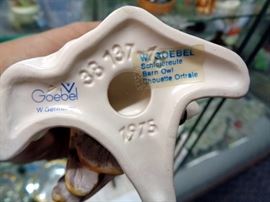 38 137
Goebel
W. Germany
W. GOEBEL
Schleiereule
Barn Owl
Chouette Orfraie
1975